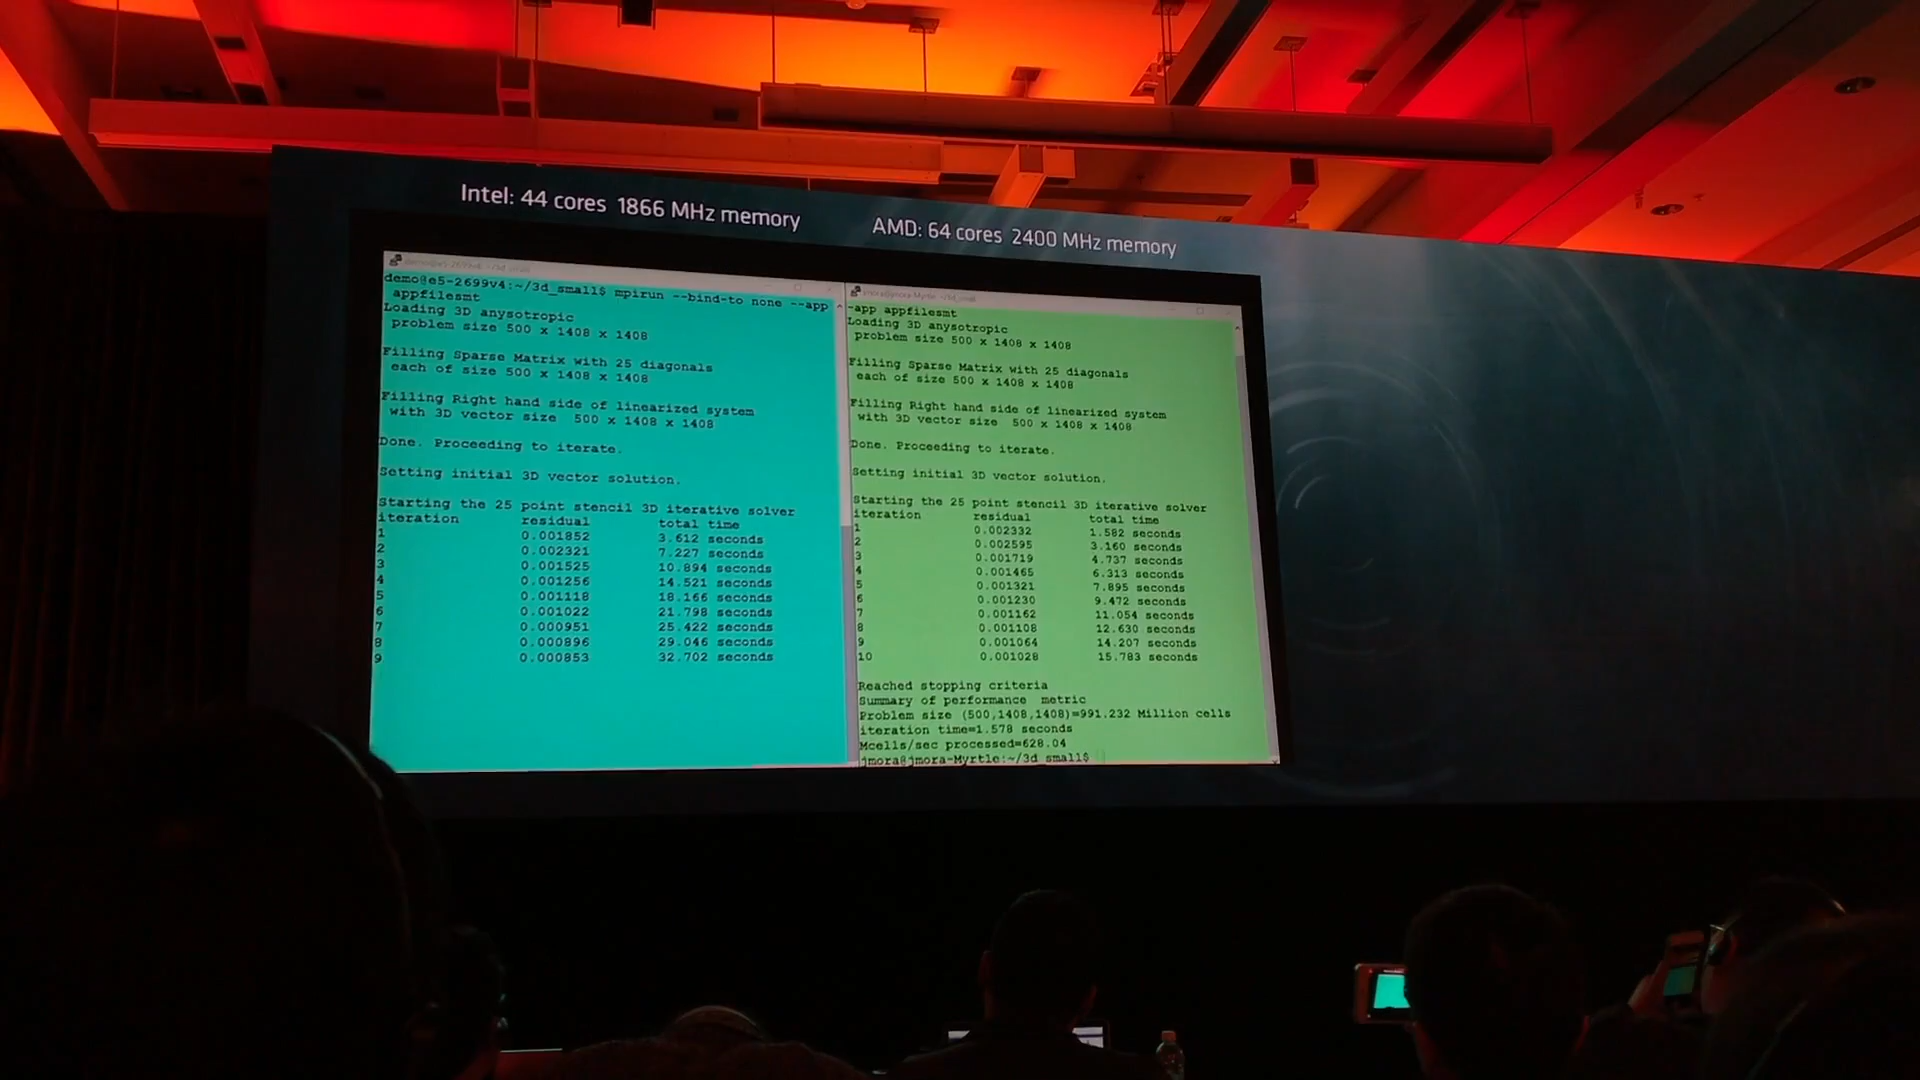 Intel: 44 cores 1866 MHz memory
AMD: 64 cores 2400 MHz memory
demo@e5-2699v4: ~/3d_small
demo@e5-2699v4:~/3d_small$ mpirun --bind-to none --app
appfilesmt
Loading 3D anysotropic
problem size 500 x 1408 x 1408
Filling Sparse Matrix with 25 diagonals
each of size 500 x 1408 x 1408
Filling Right hand side of linearized system
with 3D vector size 500 x 1408 x 1408
Done. Proceeding to iterate.
Setting initial 3D vector solution.
Starting the 25 point stencil 3D iterative solver
iteration residual total time
1 0.001852 3.612 seconds
2 0.002321 7.227 seconds
3 0.001525 10.894 seconds
4 0.001256 14.521 seconds
5 0.001118 18.166 seconds
6 0.001022 21.798 seconds
7 0.000951 25.422 seconds
8 0.000896 29.046 seconds
9 0.000853 32.702 seconds
jmora@jmora-Myrtle: ~/3d_small
-app appfilesmt
Loading 3D anysotropic
problem size 500 x 1408 x 1408
Filling Sparse Matrix with 25 diagonals
each of size 500 x 1408 x 1408
Filling Right hand side of linearized system
with 3D vector size 500 x 1408 x 1408
Done. Proceeding to iterate.
Setting initial 3D vector solution.
Starting the 25 point stencil 3D iterative solver
iteration residual total time
1 0.002332 1.582 seconds
2 0.002595 3.160 seconds
3 0.001719 4.737 seconds
4 0.001465 6.313 seconds
5 0.001321 7.895 seconds
6 0.001230 9.472 seconds
7 0.001162 11.054 seconds
8 0.001108 12.630 seconds
9 0.001064 14.207 seconds
10 0.001028 15.783 seconds
Reached stopping criteria
Summary of performance metric
Problem size (500,1408,1408)=991.232 Million cells
iteration time=1.578 seconds
Mcells/sec processed=628.04
jmora@jmora-Myrtle:~/3d_small$